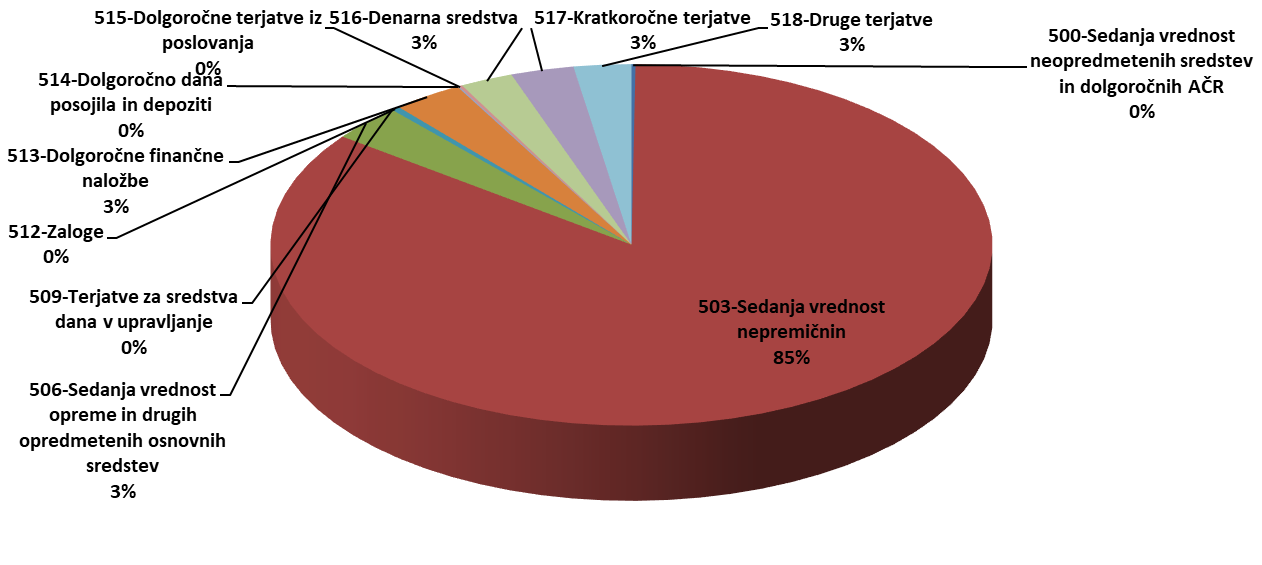 515-Dolgoročne terjatve iz
poslovanja
0%
516-Denarna sredstva
3%
517-Kratkoročne terjatve
3%
518-Druge terjatve
3%
500-Sedanja vrednost
neopredmetenih sredstev
in dolgoročnih AČR
0%
514-Dolgoročno dana
posojila in depoziti
0%
513-Dolgoročne finančne
naložbe
3%
512-Zaloge
0%
509-Terjatve za sredstva
dana v upravljanje
0%
506-Sedanja vrednost
opreme in drugih
opredmetenih osnovnih
sredstev
3%
503-Sedanja vrednost
nepremičnin
85%